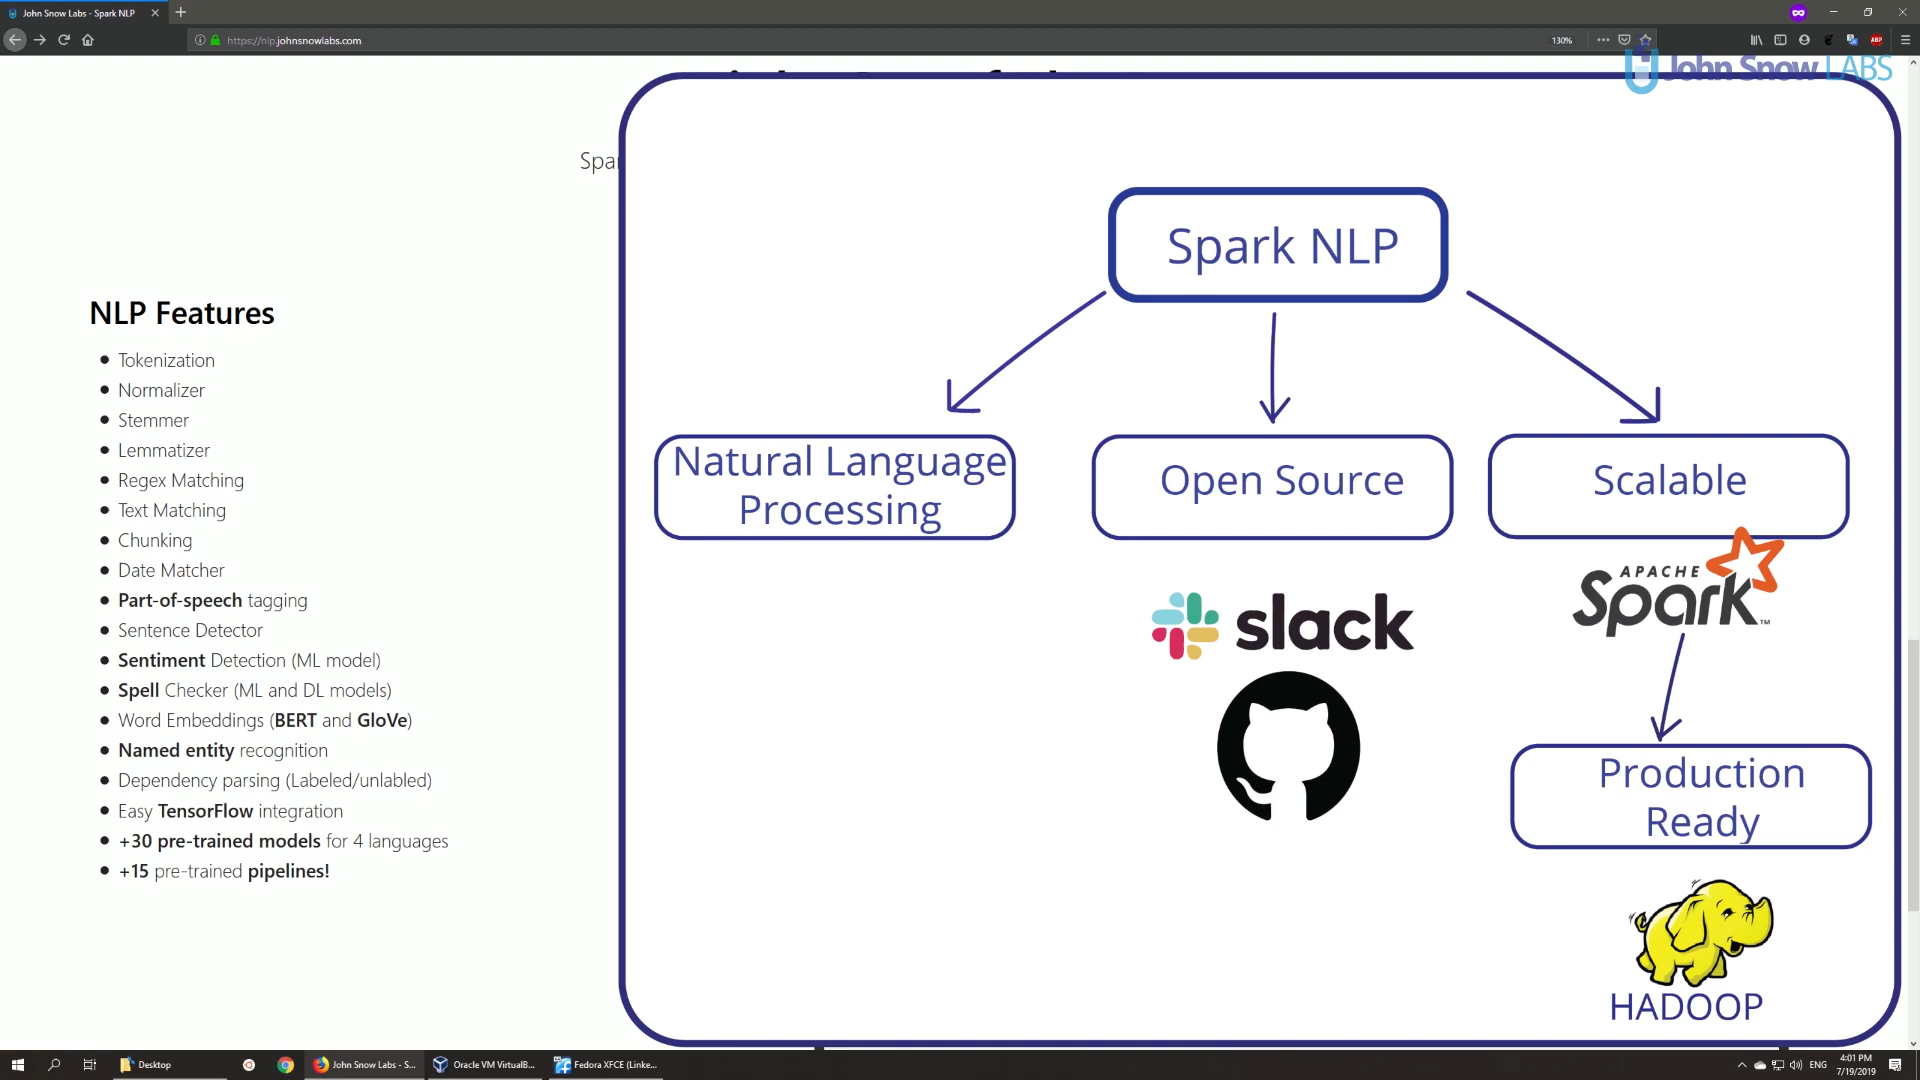 John Snow Labs - Spark NLP
https://nlp.johnsnowlabs.com
130%
ABP
John Snow LABS
Spar
Spark NLP
NLP Features
Tokenization
Normalizer
Stemmer
Lemmatizer
Regex Matching
Text Matching
Chunking
Date Matcher
Part-of-speech tagging
Sentence Detector
Sentiment Detection (ML model)
Spell Checker (ML and DL models)
Word Embeddings (BERT and GloVe)
Named entity recognition
Dependency parsing (Labeled/unlabled)
Easy TensorFlow integration
+30 pre-trained models for 4 languages
+15 pre-trained pipelines!
Natural Language
Processing
Open Source
slack
Scalable
APACHE
Spark
TM
Production
Ready
HADOOP
Desktop
John Snow Labs - S...
Oracle VM VirtualB...
Fedora XFCE (Linke...
ENG
4:01 PM
7/19/2019